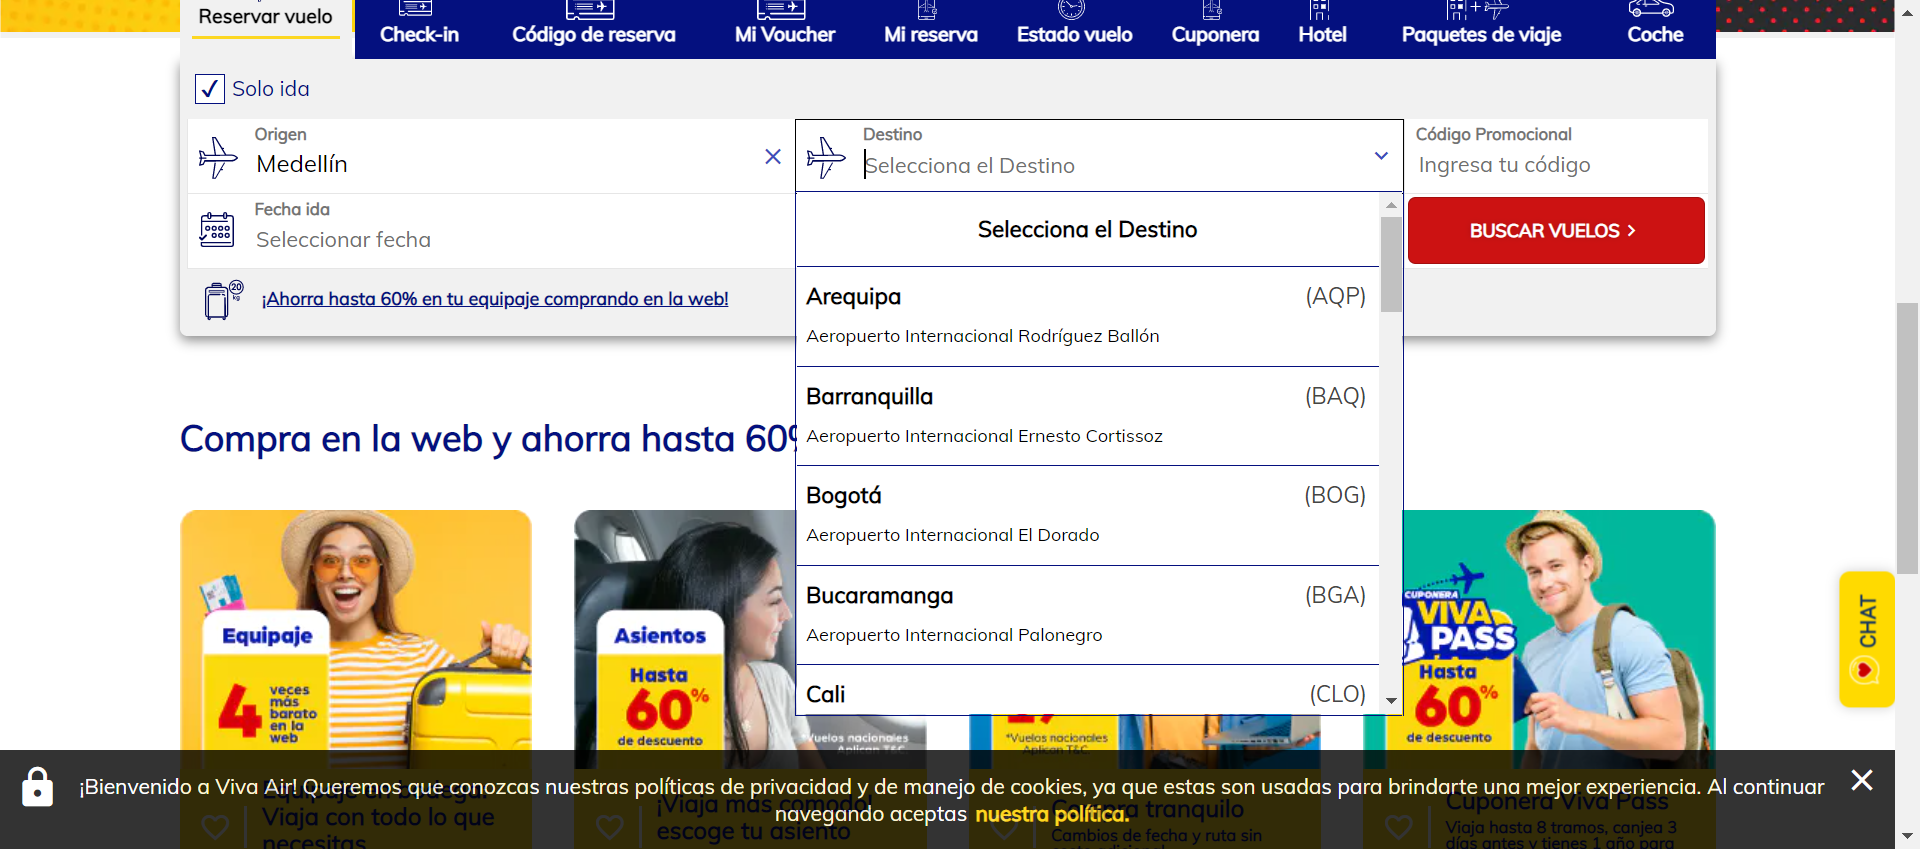 Reservar vuelo
Check-in
Código de reserva
Mi Voucher
Mi reserva
Estado vuelo
Cuponera
Hotel
Paquetes de viaje
Coche
Solo ida
Origen
Medellín
Destino
Selecciona el Destino
Código Promocional
Ingresa tu código
Fecha ida
Seleccionar fecha
BUSCAR VUELOS
20 kg
¡Ahorra hasta 60% en tu equipaje comprando en la web!
Selecciona el Destino
Arequipa (AQP)
Aeropuerto Internacional Rodríguez Ballón
Barranquilla (BAQ)
Aeropuerto Internacional Ernesto Cortissoz
Bogotá (BOG)
Aeropuerto Internacional El Dorado
Bucaramanga (BGA)
Aeropuerto Internacional Palonegro
Cali (CLO)
Compra en la web y ahorra hasta 60%
Equipaje
4 veces
más
barato
en la
web
Asientos
Hasta
60%
de descuento
*Vuelos nacionales
Aplican T&C
*Vuelos nacionales
Aplican T&C
CUPONERA
VIVA
PASS
Hasta
60%
de descuento
CHAT
¡Bienvenido a Viva Air! Queremos que conozcas nuestras políticas de privacidad y de manejo de cookies, ya que estas son usadas para brindarte una mejor experiencia. Al continuar
navegando aceptas nuestra política.
Equipaje en bodega:
Viaja con todo lo que
necesitas
¡Viaja más cómodo!
escoge tu asiento
Compra tranquilo
Cambios de fecha y ruta sin
Cuponera Viva Pass
Viaja hasta 8 tramos, canjea 3
días antes y tienes 1 año para